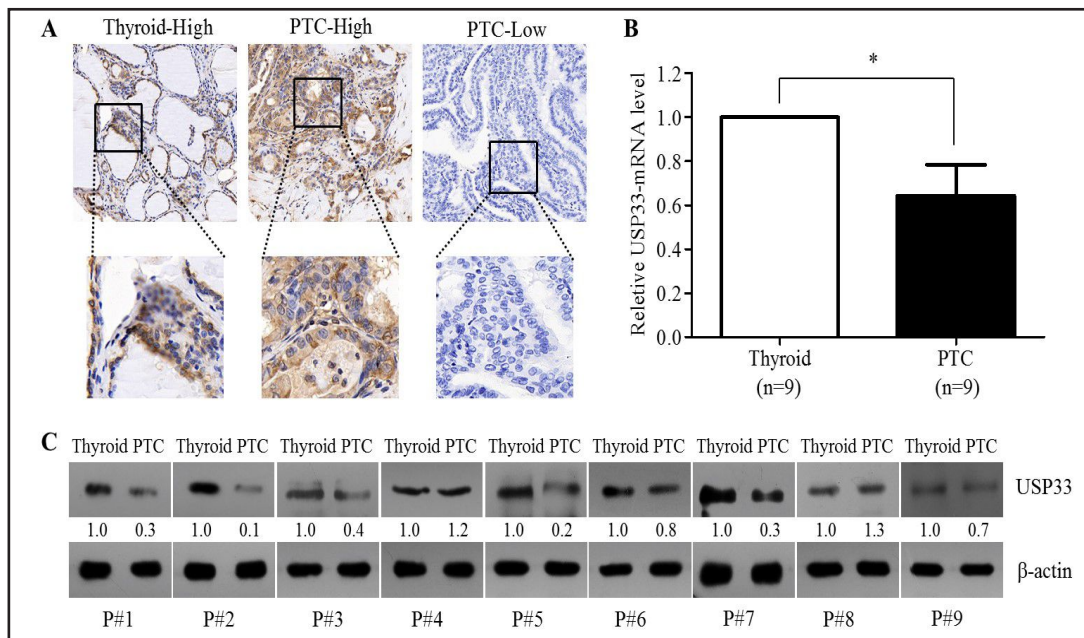 A
Thyroid-High PTC-High PTC-Low
B
*
Reletive USP33-mRNA level
1.2
1.0
0.8
0.6
0.4
0.2
0.0
Thyroid PTC
(n=9) (n=9)
C
Thyroid PTC Thyroid PTC Thyroid PTC Thyroid PTC Thyroid PTC Thyroid PTC Thyroid PTC Thyroid PTC Thyroid PTC
USP33
1.0 0.3 1.0 0.1 1.0 0.4 1.0 1.2 1.0 0.2 1.0 0.8 1.0 0.3 1.0 1.3 1.0 0.7
β-actin
P#1 P#2 P#3 P#4 P#5 P#6 P#7 P#8 P#9